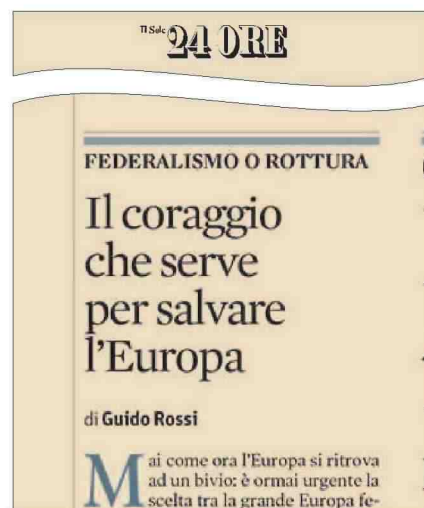 Il Sole
24 ORE
FEDERALISMO O ROTTURA
Il coraggio
che serve
per salvare
l'Europa
di Guido Rossi
Mai come ora l'Europa si ritrova
ad un bivio: è ormai urgente la
scelta tra la grande Europa fe-